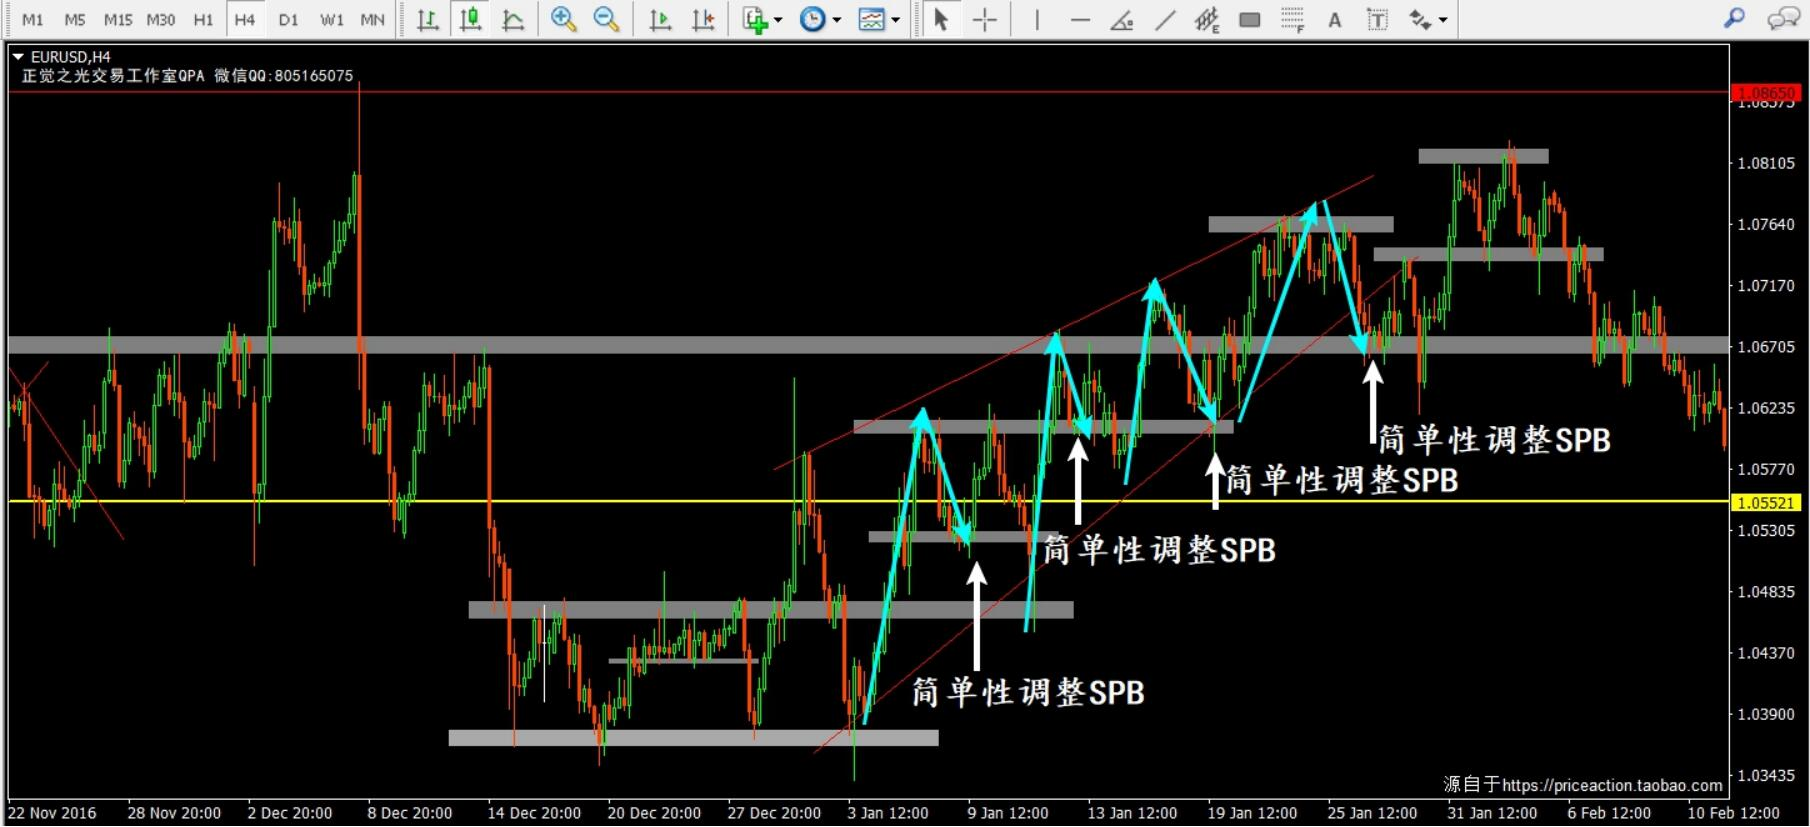 M1 M5 M15 M30 H1 H4 D1 W1 MN
EURUSD,H4
正觉之光交易工作室QPA 微信QQ:805165075
1.08650
1.08575
1.08105
1.07640
1.07170
1.06705
1.06235
简单性调整SPB
1.05770
简单性调整SPB
1.05521
1.05305
简单性调整SPB
1.04835
1.04370
简单性调整SPB
1.03900
1.03435
源自于https://priceaction.taobao.com
22 Nov 2016 28 Nov 20:00 2 Dec 20:00 8 Dec 20:00 14 Dec 20:00 20 Dec 20:00 27 Dec 20:00 3 Jan 12:00 9 Jan 12:00 13 Jan 12:00 19 Jan 12:00 25 Jan 12:00 31 Jan 12:00 6 Feb 12:00 10 Feb 12:00